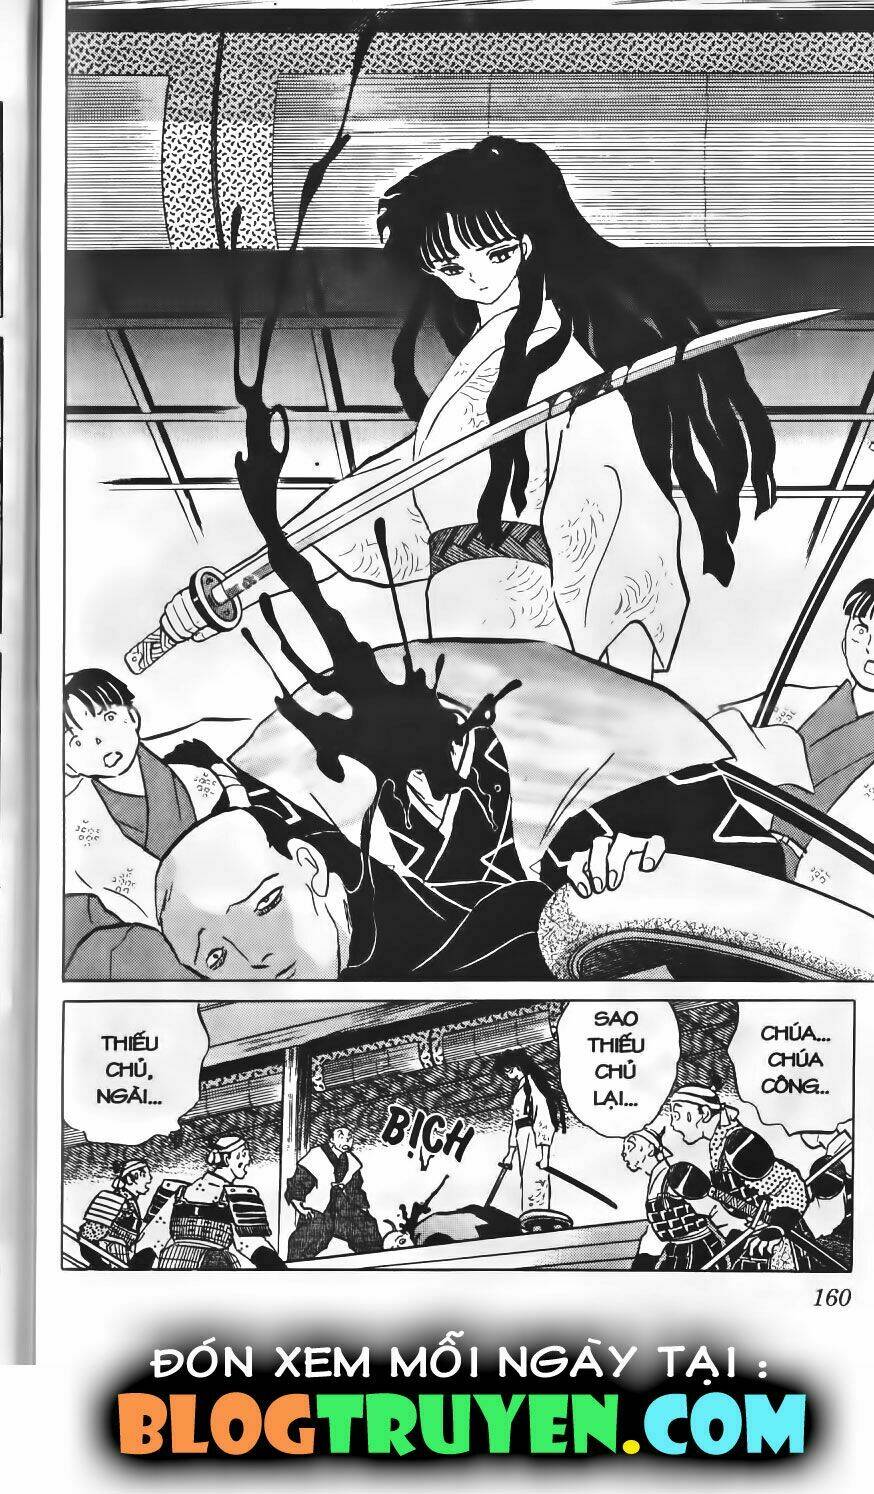 CHÚA...
CHÚA
CÔNG...
SAO
THIẾU
CHỦ
LẠI...
BỊCH
THIẾU
CHỦ,
NGÀI...
160
ĐÓN XEM MỖI NGÀY TẠI :
BLOGTRUYEN.COM